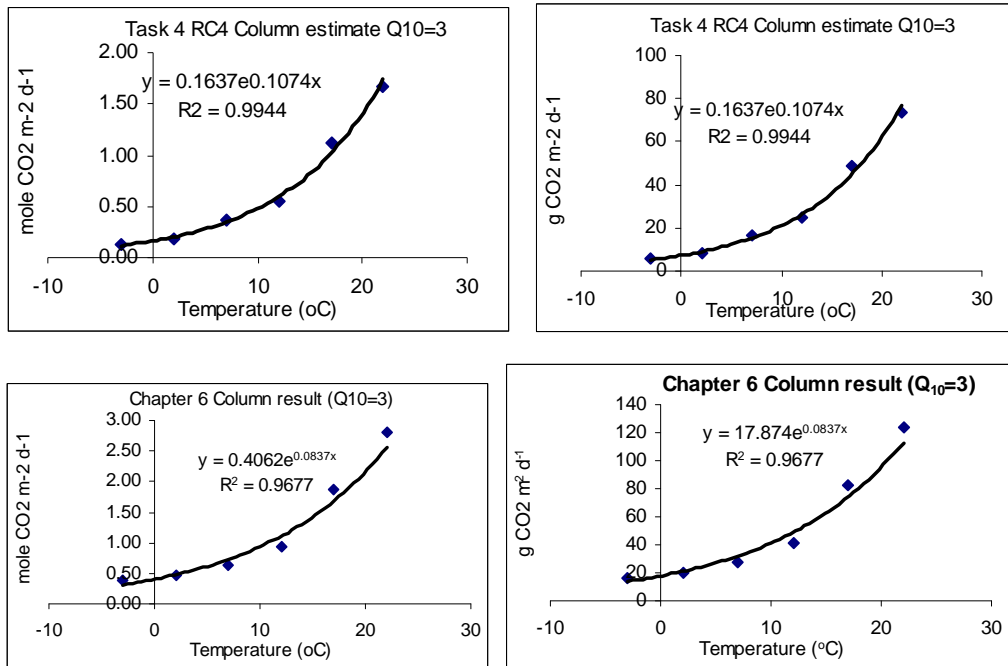 Task 4 RC4 Column estimate Q10=3
mole CO2 m-2 d-1
2.00
1.50
1.00
0.50
0.00
y = 0.1637e0.1074x
R2 = 0.9944
-10 0 10 20 30
Temperature (oC)
Task 4 RC4 Column estimate Q10=3
g CO2 m-2 d-1
100
80
60
40
20
0
y = 0.1637e0.1074x
R2 = 0.9944
-10 0 10 20 30
Temperature (oC)
Chapter 6 Column result (Q10=3)
mole CO2 m-2 d-1
3.00
2.50
2.00
1.50
1.00
0.50
0.00
y = 0.4062e^0.0837x
R² = 0.9677
-10 0 10 20 30
Temperature (oC)
Chapter 6 Column result (Q₁₀=3)
g CO2 m² d⁻¹
140
120
100
80
60
40
20
0
y = 17.874e^0.0837x
R² = 0.9677
-10 0 10 20 30
Temperature (°C)